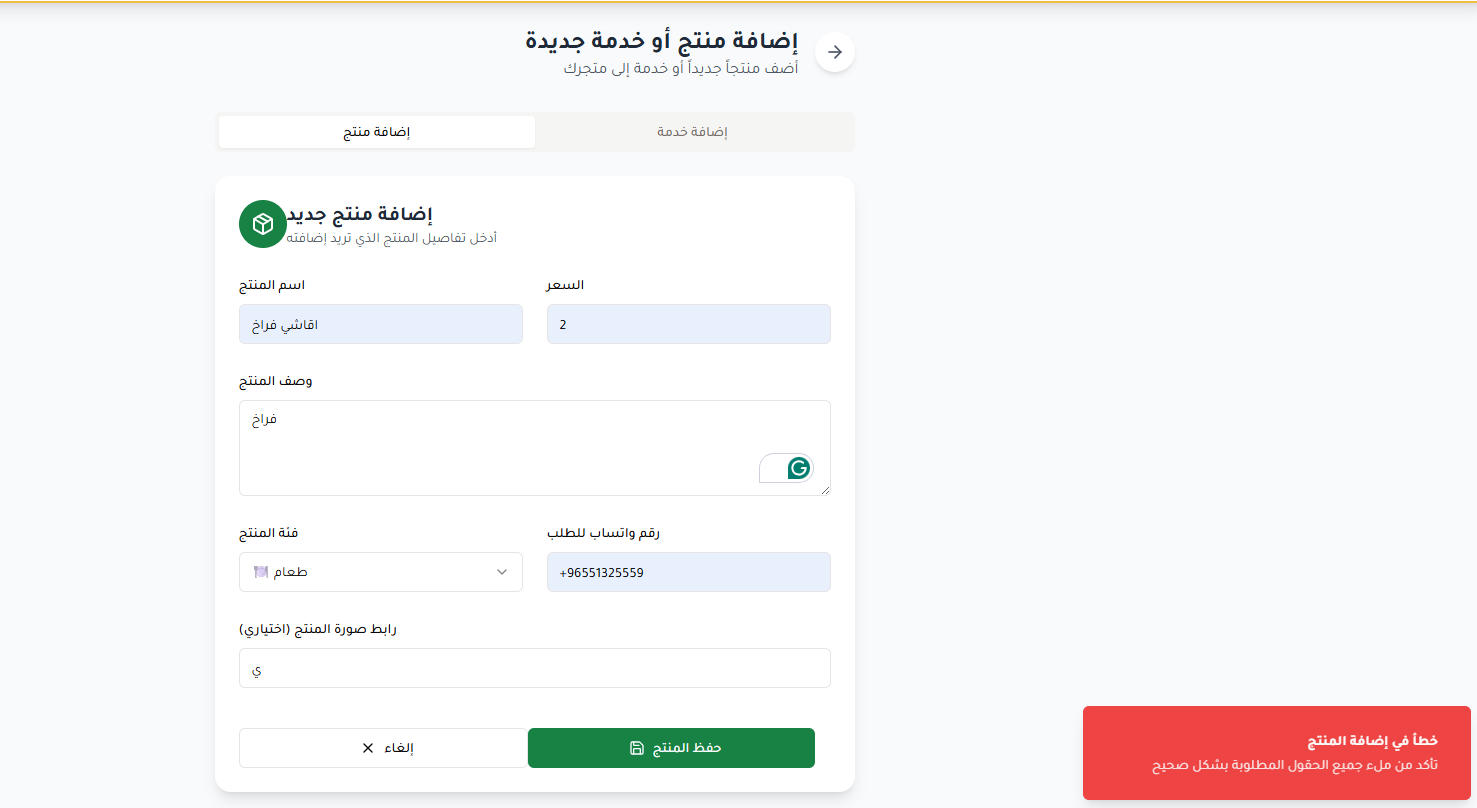 إضافة منتج أو خدمة جديدة
أضف منتجاً جديداً أو خدمة إلى متجرك
إضافة منتج
إضافة خدمة
إضافة منتج جديد
أدخل تفاصيل المنتج الذي تريد إضافته
اسم المنتج
اقاشي فراخ
السعر
2
وصف المنتج
فراخ
فئة المنتج
طعام
رقم واتساب للطلب
+96551325559
رابط صورة المنتج (اختياري)
ي
إلغاء
حفظ المنتج
خطأ في إضافة المنتج
تأكد من ملء جميع الحقول المطلوبة بشكل صحيح